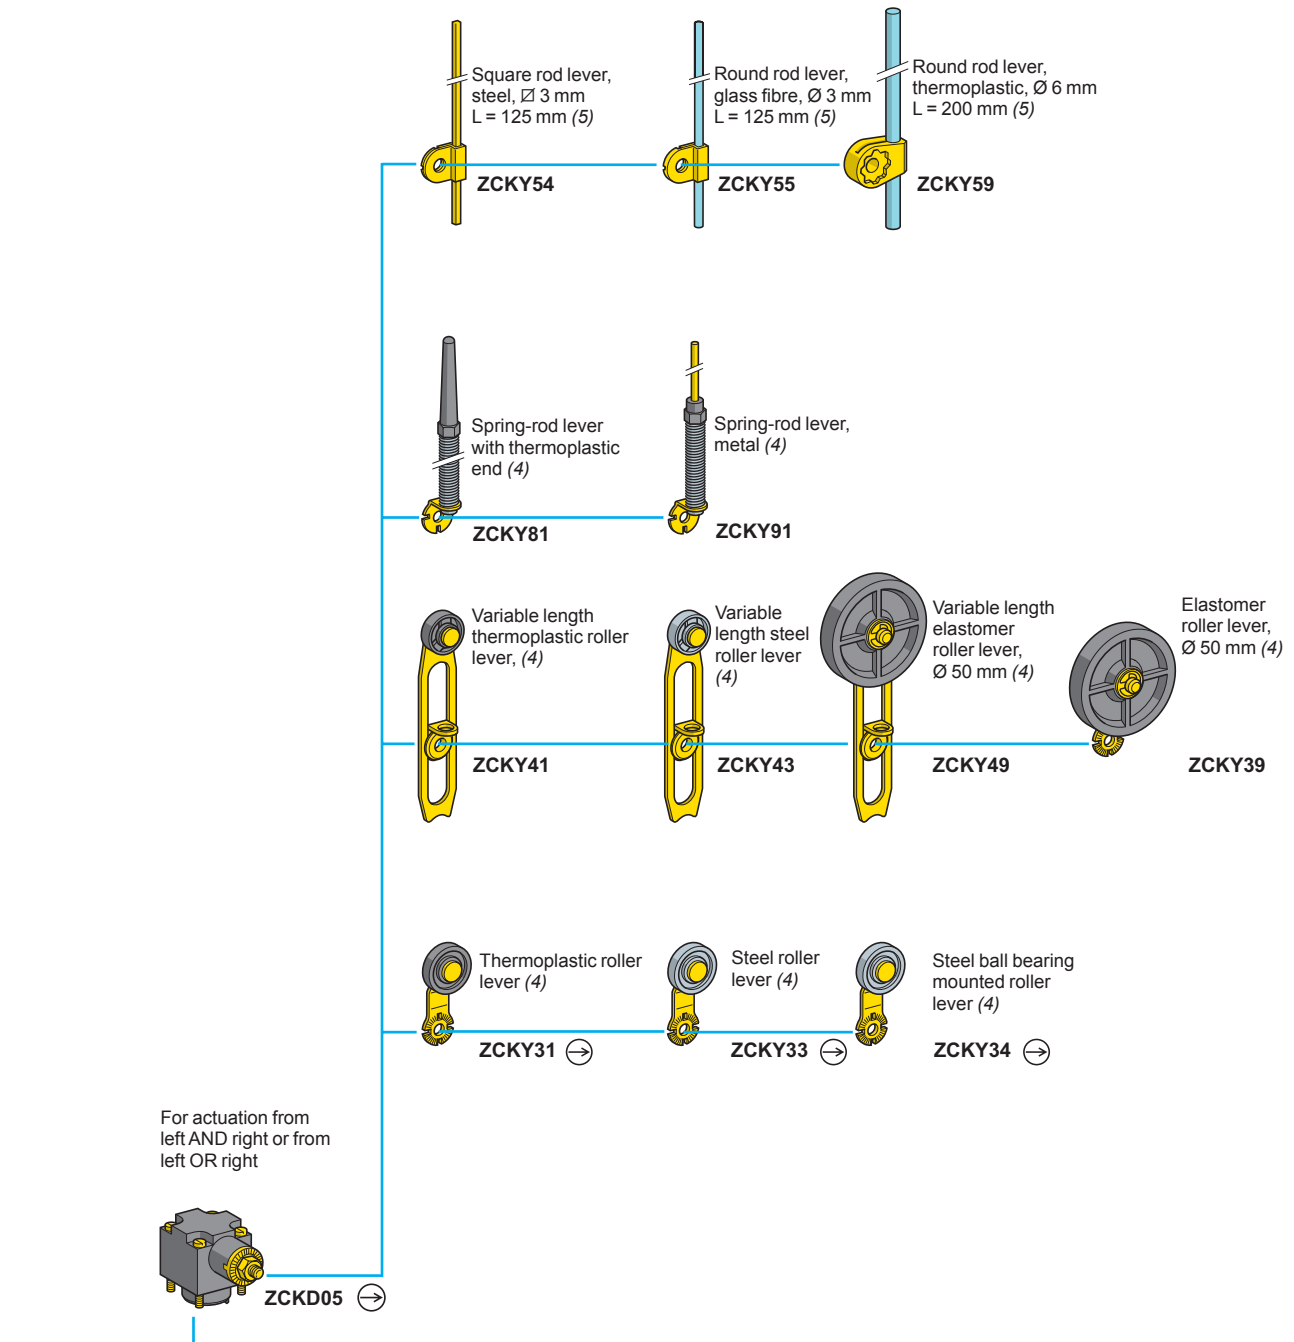 Square rod lever,
steel, ⌀ 3 mm
L = 125 mm (5)
ZCKY54
Round rod lever,
glass fibre, Ø 3 mm
L = 125 mm (5)
ZCKY55
Round rod lever,
thermoplastic, Ø 6 mm
L = 200 mm (5)
ZCKY59
Spring-rod lever
with thermoplastic
end (4)
ZCKY81
Spring-rod lever,
metal (4)
ZCKY91
Variable length
thermoplastic roller
lever, (4)
ZCKY41
Variable
length steel
roller lever
(4)
ZCKY43
Variable length
elastomer
roller lever,
Ø 50 mm (4)
ZCKY49
Elastomer
roller lever,
Ø 50 mm (4)
ZCKY39
Thermoplastic roller
lever (4)
ZCKY31
Steel roller
lever (4)
ZCKY33
Steel ball bearing
mounted roller
lever (4)
ZCKY34
For actuation from
left AND right or from
left OR right
ZCKD05